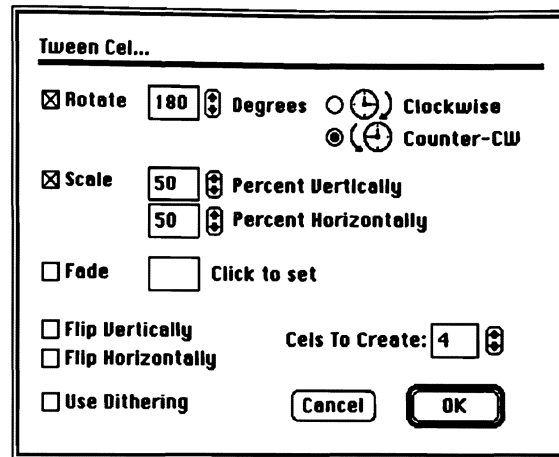 Tween Cel...
Rotate 180 Degrees Clockwise
Counter-CW
Scale 50 Percent Vertically
50 Percent Horizontally
Fade Click to set
Flip Vertically
Flip Horizontally
Cels To Create: 4
Use Dithering Cancel OK